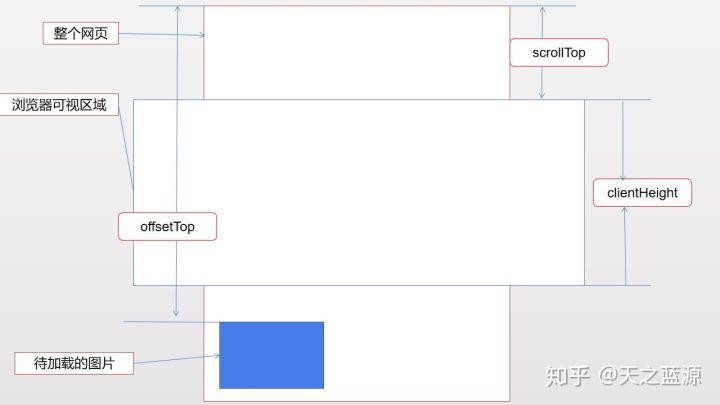 整个网页
scrollTop
浏览器可视区域
clientHeight
offsetTop
待加载的图片
知乎 @天之蓝源